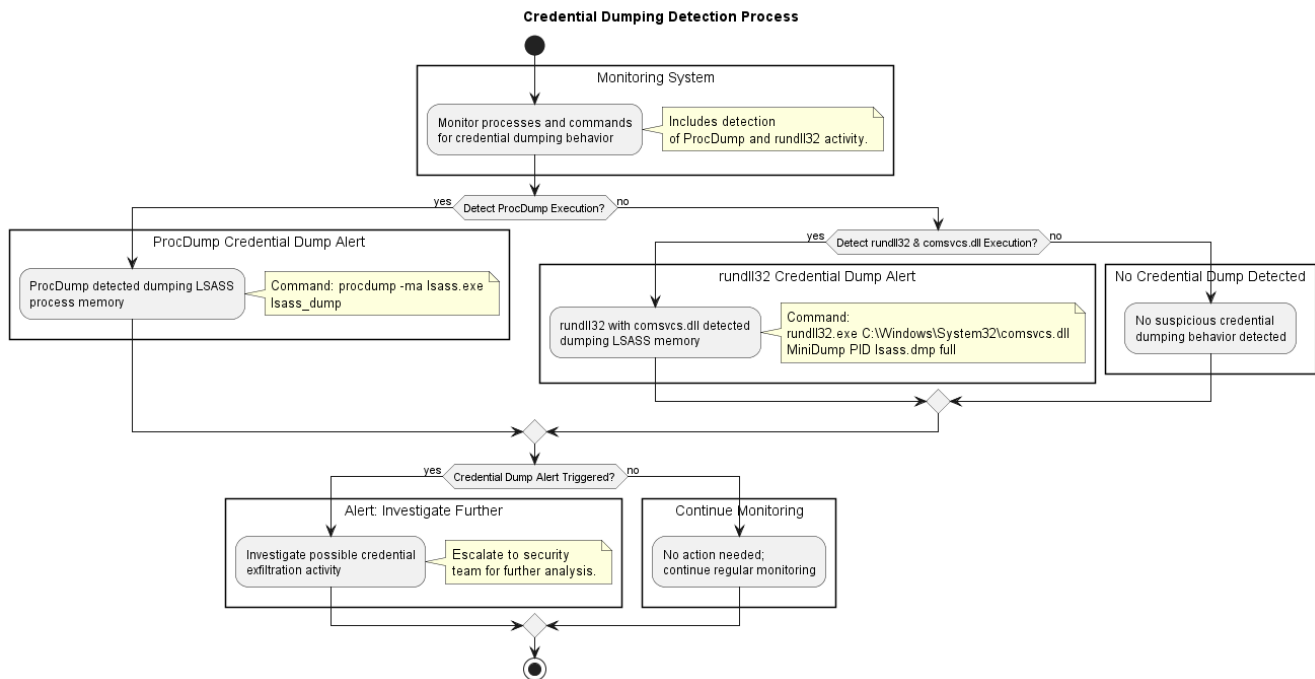 Credential Dumping Detection Process
Monitoring System
Monitor processes and commands
for credential dumping behavior
Includes detection
of ProcDump and rundll32 activity.
yes
Detect ProcDump Execution?
no
ProcDump Credential Dump Alert
ProcDump detected dumping LSASS
process memory
Command: procdump -ma lsass.exe
lsass_dump
yes
Detect rundll32 & comsvcs.dll Execution?
no
rundll32 Credential Dump Alert
rundll32 with comsvcs.dll detected
dumping LSASS memory
Command:
rundll32.exe C:\Windows\System32\comsvcs.dll
MiniDump PID lsass.dmp full
No Credential Dump Detected
No suspicious credential
dumping behavior detected
yes
Credential Dump Alert Triggered?
no
Alert: Investigate Further
Investigate possible credential
exfiltration activity
Escalate to security
team for further analysis.
Continue Monitoring
No action needed;
continue regular monitoring